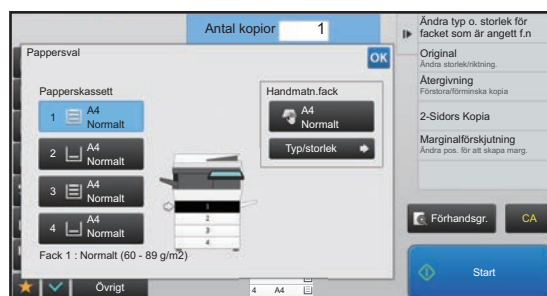 Antal kopior
1
Pappersval
OK
Papperskassett
1
A4
Normalt
2
A4
Normalt
3
A4
Normalt
4
A4
Normalt
Fack 1 : Normalt (60 - 89 g/m2)
1
2
3
4
Handmatn.fack
A4
Normalt
Typ/storlek
Övrigt
4 A4
Ändra typ o. storlek för
facket som är angett f.n
Original
Ändra storlek/riktning.
Återgivning
Förstora/förminska kopia
2-Sidors Kopia
Marginalförskjutning
Ändra pos. för att skapa marg.
Förhandsgr.
CA
Start